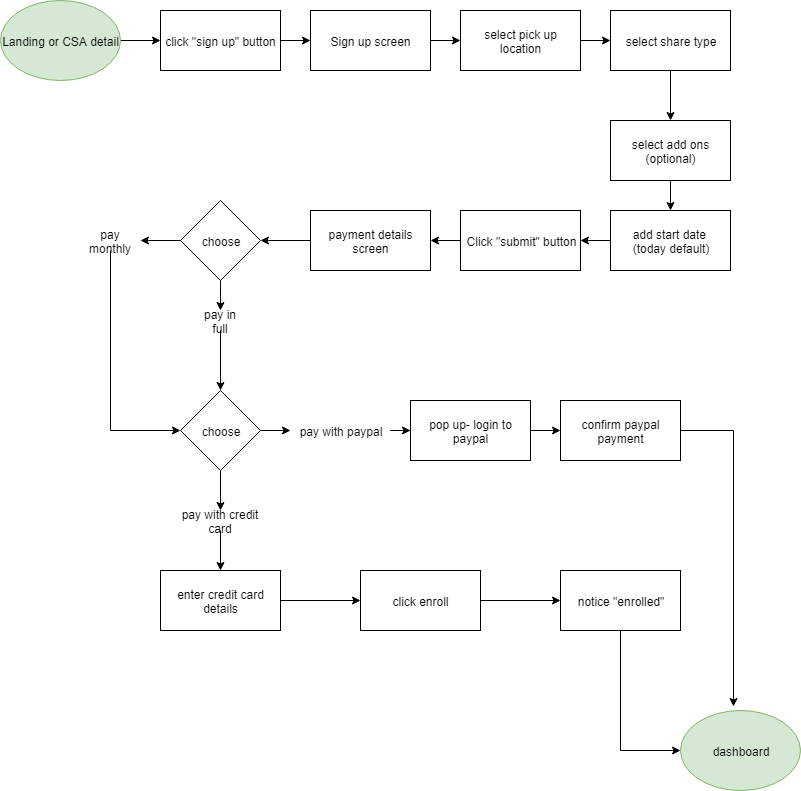 Landing or CSA detail
click "sign up" button
Sign up screen
select pick up
location
select share type
select add ons
(optional)
add start date
(today default)
Click "submit" button
payment details
screen
choose
pay
monthly
pay in
full
choose
pay with paypal
pop up- login to
paypal
confirm paypal
payment
pay with credit
card
enter credit card
details
click enroll
notice "enrolled"
dashboard